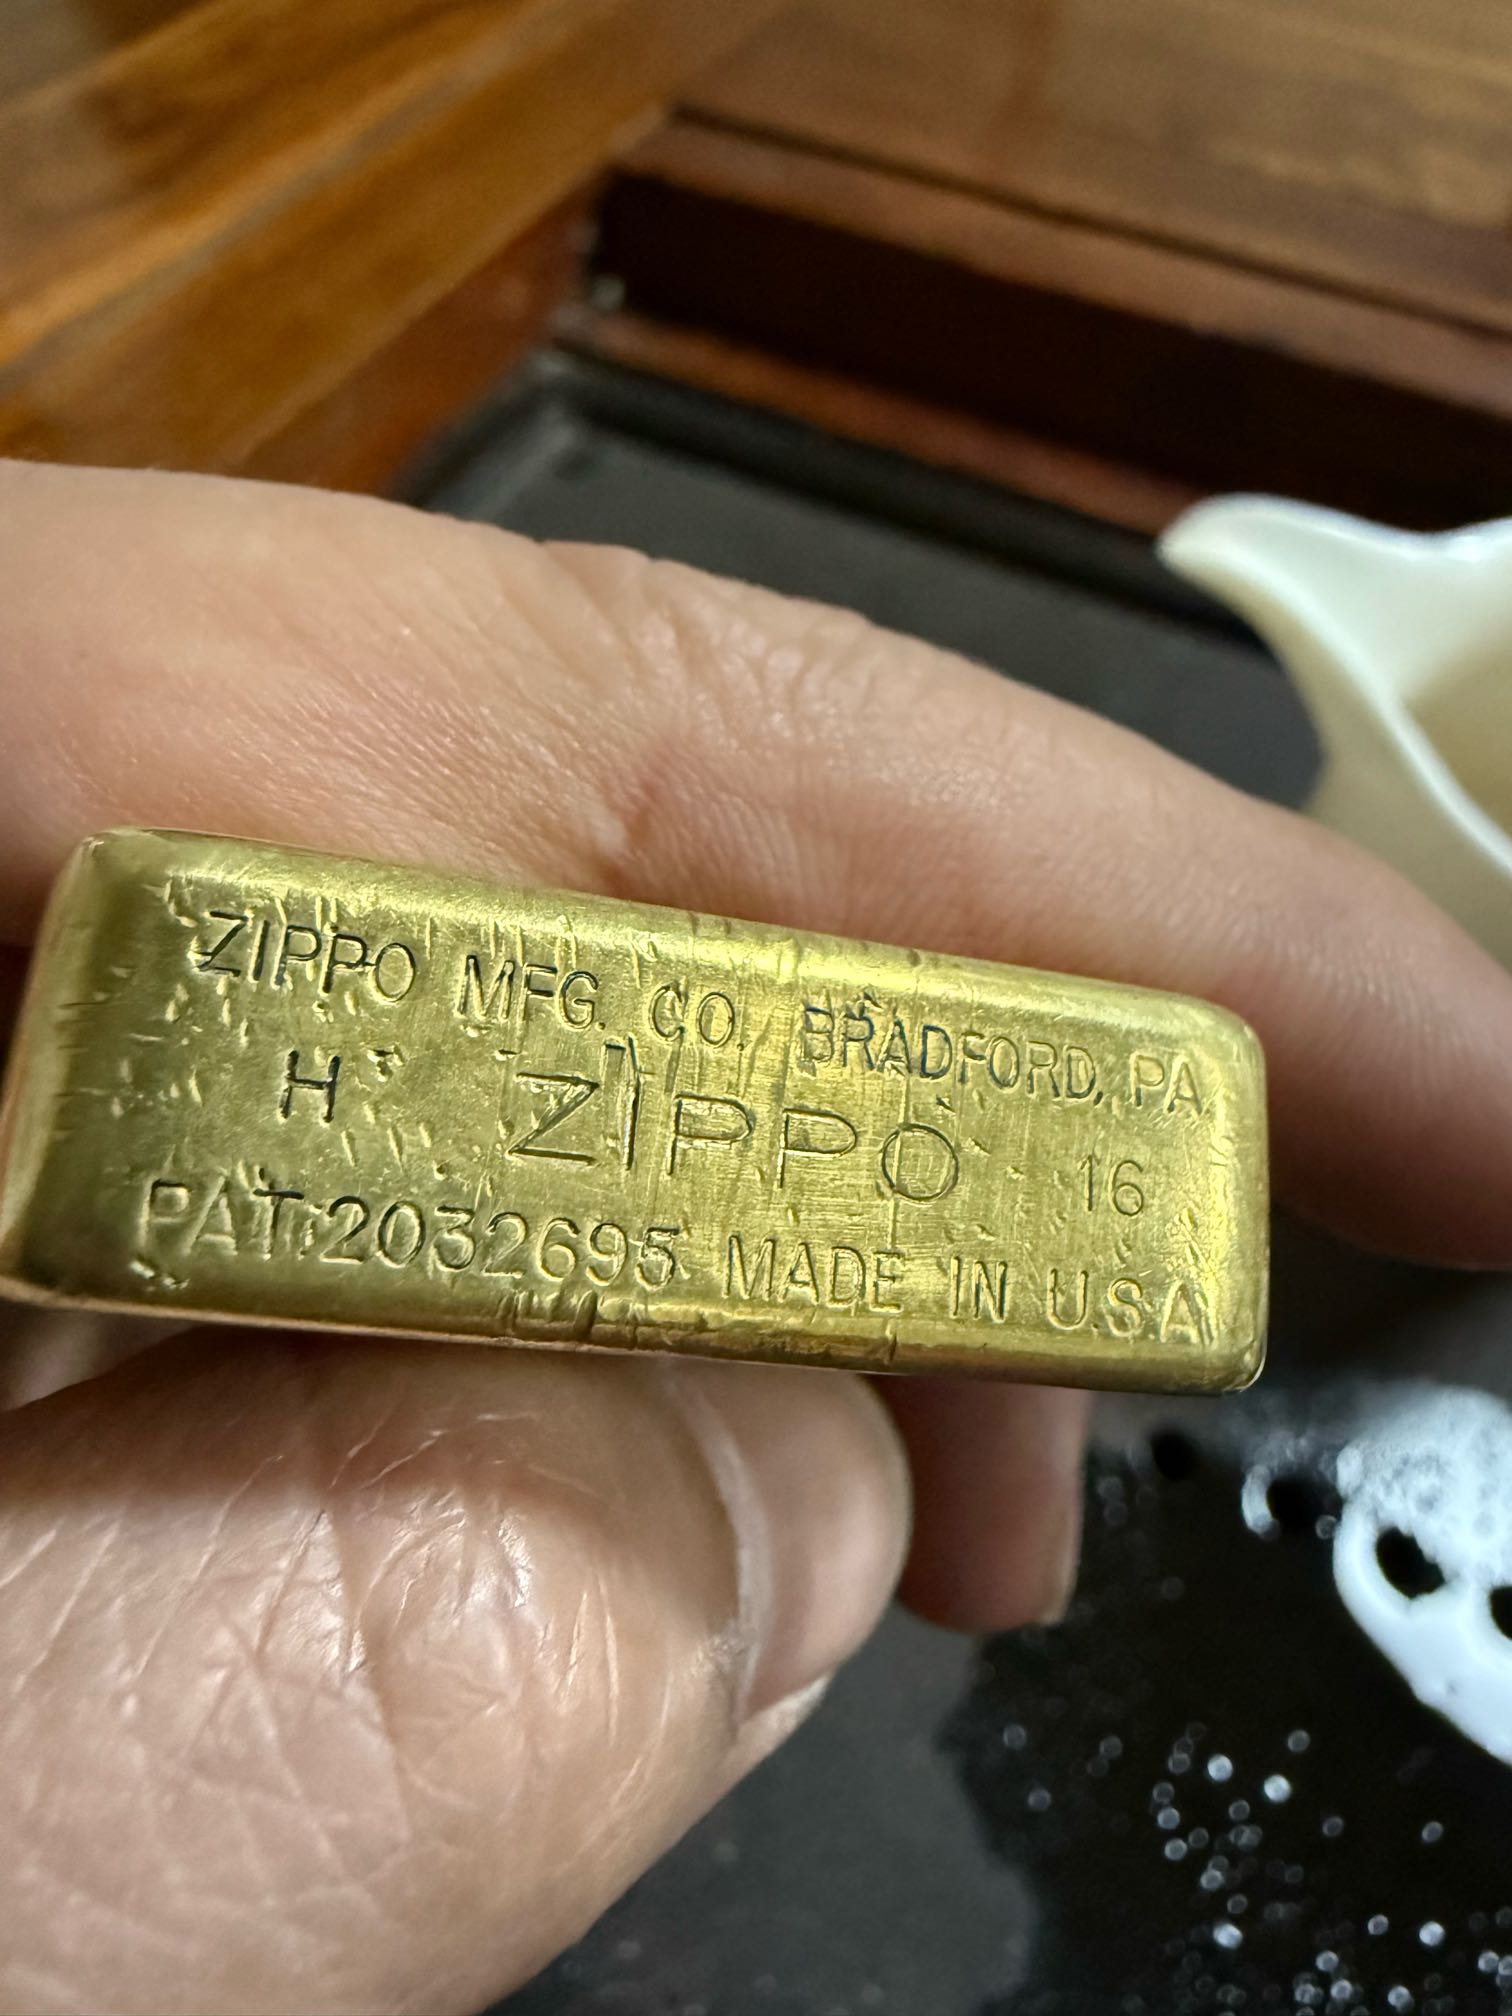 ZIPPO MFG. CO. BRADFORD, PA
H ZIPPO 16
PAT. 2032695 MADE IN U.S.A